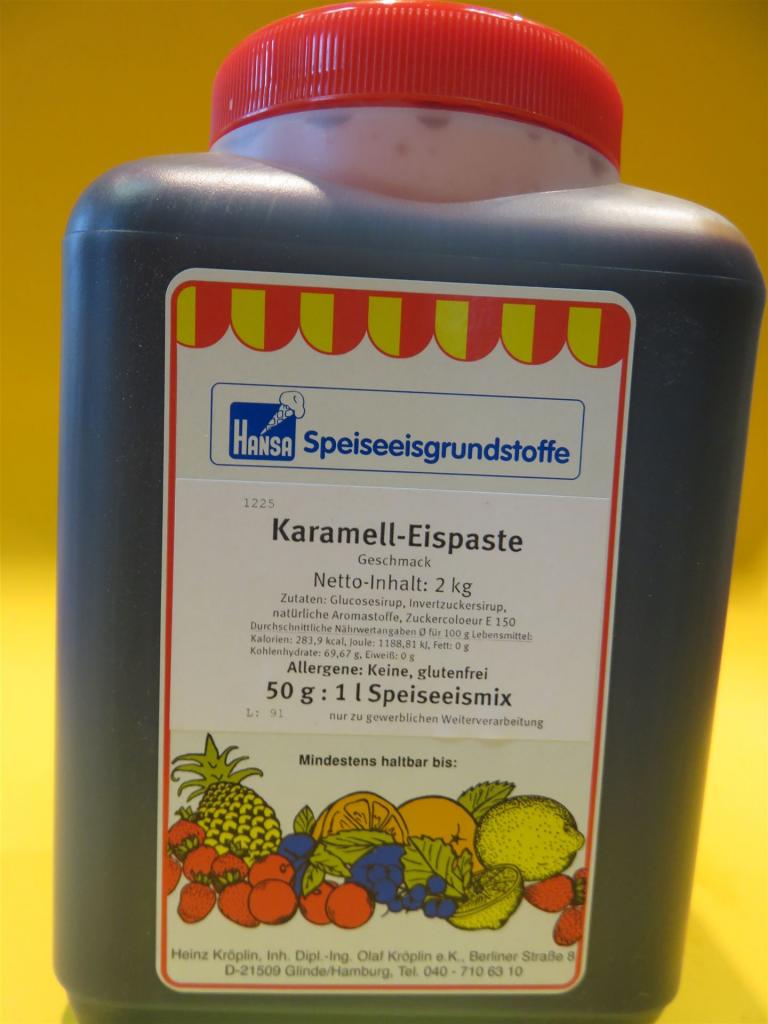 HANSA Speiseeisgrundstoffe
1225
Karamell-Eispaste
Geschmack
Netto-Inhalt: 2 kg
Zutaten: Glucosesirup, Invertzuckersirup,
natürliche Aromastoffe, Zuckercoloeur E 150
Durchschnittliche Nährwertangaben Ø für 100 g Lebensmittel:
Kalorien: 283,9 kcal, Joule: 1188,81 kJ, Fett: 0 g
Kohlenhydrate: 69,67 g, Eiweiß: 0 g
Allergene: Keine, glutenfrei
50 g : 1 l Speiseeismix
L: 91 nur zu gewerblichen Weiterverarbeitung
Mindestens haltbar bis:
Heinz Kröplin, Inh. Dipl.-Ing. Olaf Kröplin e.K., Berliner Straße 8
D-21509 Glinde/Hamburg, Tel. 040 - 710 63 10